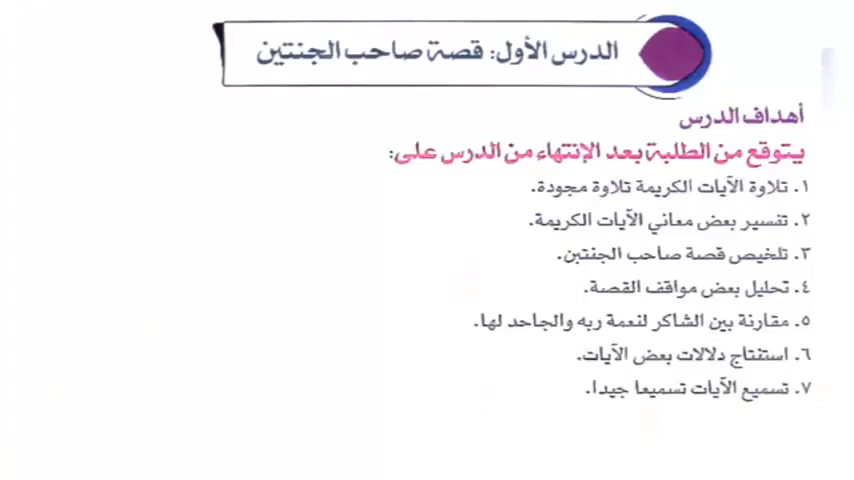 الدرس الأول: قصة صاحب الجنتين
أهداف الدرس
يتوقع من الطلبة بعد الإنتهاء من الدرس على:
١. تلاوة الآيات الكريمة تلاوة مجودة.
٢. تفسير بعض معاني الآيات الكريمة.
٣. تلخيص قصة صاحب الجنتين.
٤. تحليل بعض مواقف القصة.
٥. مقارنة بين الشاكر لنعمة ربه والجاحد لها.
٦. استنتاج دلالات بعض الآيات.
٧. تسميع الآيات تسميعا جيدا.